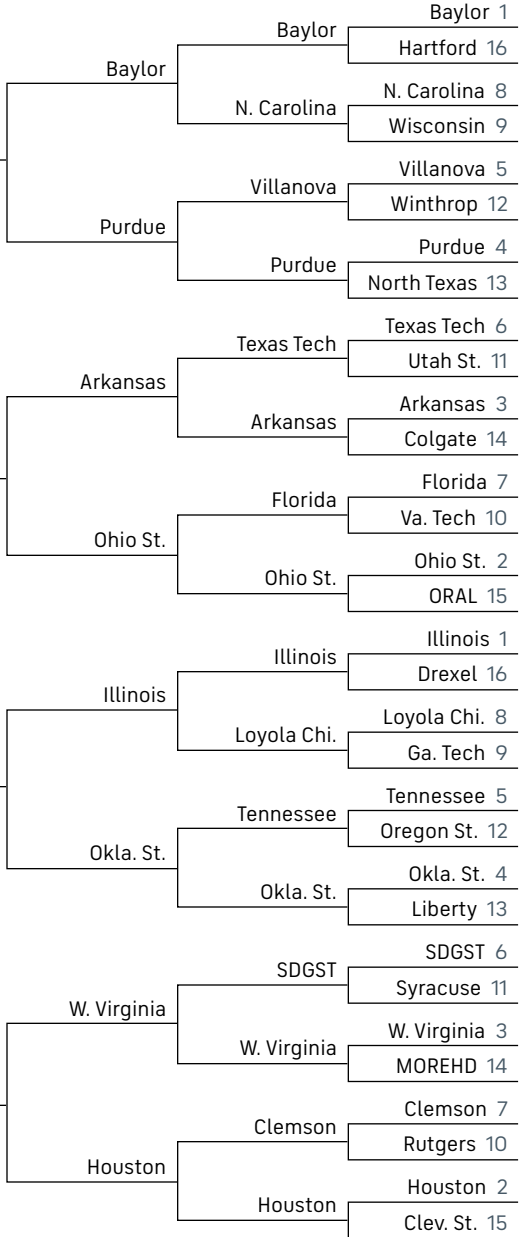 Baylor 1
Baylor
Hartford 16
Baylor
N. Carolina 8
N. Carolina
Wisconsin 9
Villanova 5
Villanova
Winthrop 12
Purdue
Purdue 4
Purdue
North Texas 13
Texas Tech 6
Texas Tech
Utah St. 11
Arkansas
Arkansas 3
Arkansas
Colgate 14
Florida 7
Florida
Va. Tech 10
Ohio St.
Ohio St. 2
Ohio St.
ORAL 15
Illinois 1
Illinois
Drexel 16
Illinois
Loyola Chi. 8
Loyola Chi.
Ga. Tech 9
Tennessee 5
Tennessee
Oregon St. 12
Okla. St.
Okla. St. 4
Okla. St.
Liberty 13
SDGST 6
SDGST
Syracuse 11
W. Virginia
W. Virginia 3
W. Virginia
MOREHD 14
Clemson 7
Clemson
Rutgers 10
Houston
Houston 2
Houston
Clev. St. 15